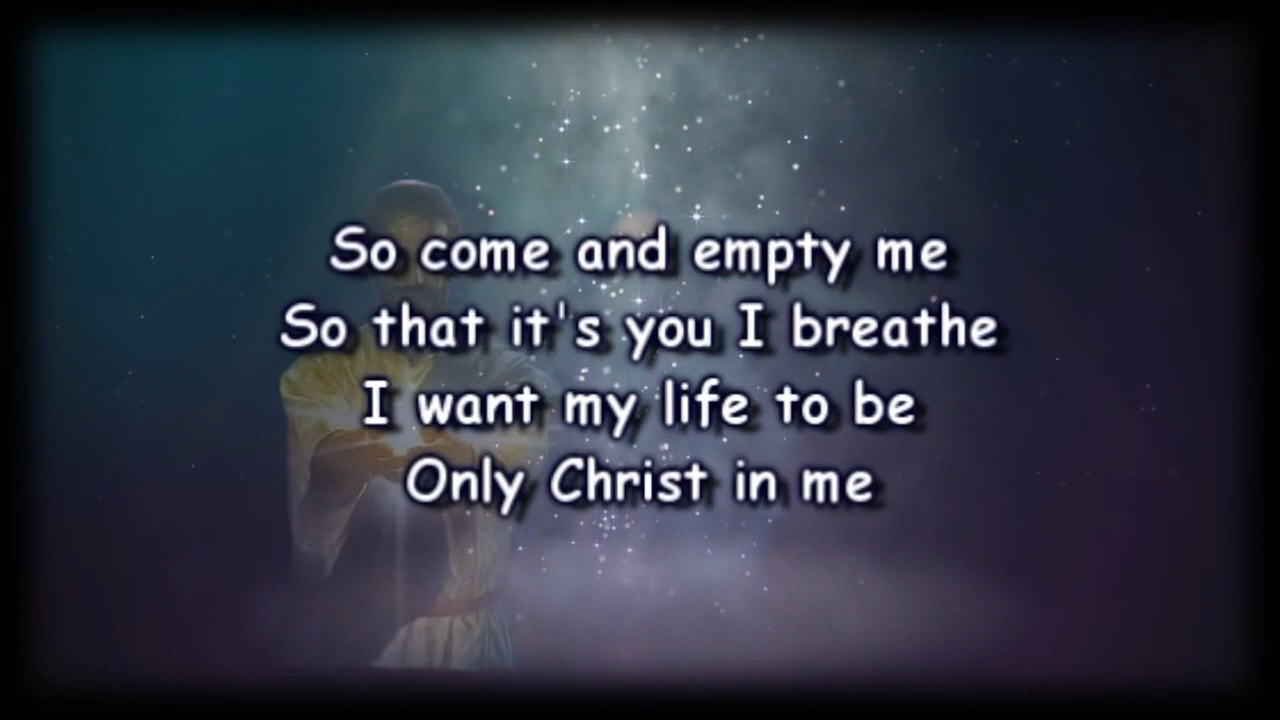 So come and empty me
So that it's you I breathe
I want my life to be
Only Christ in me